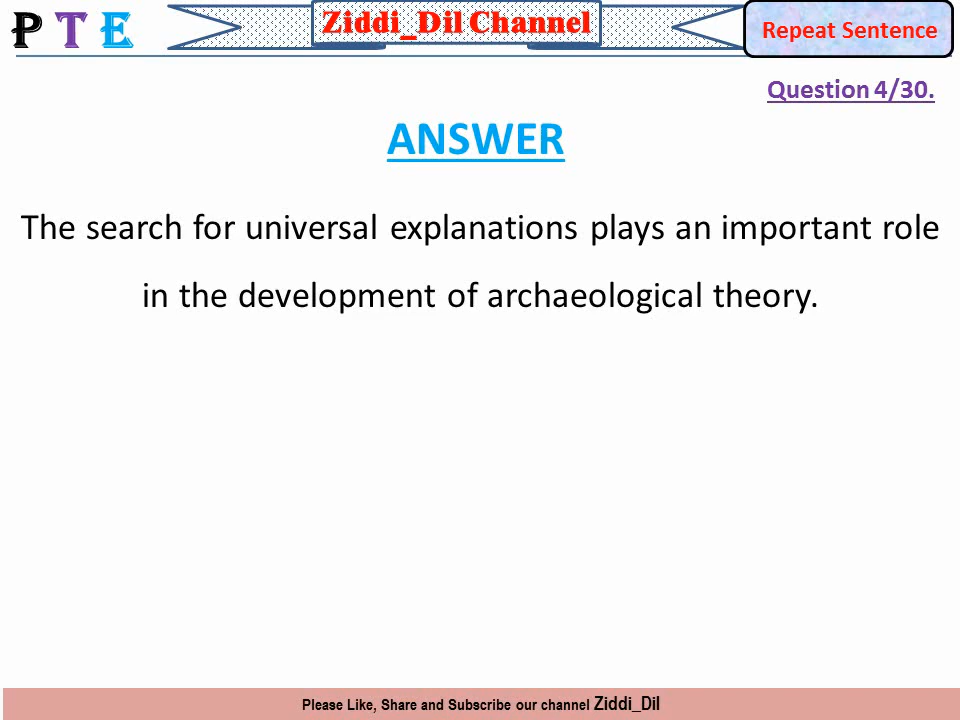 P T E
Ziddi_Dil Channel
Repeat Sentence
Question 4/30.
ANSWER
The search for universal explanations plays an important role
in the development of archaeological theory.
Please Like, Share and Subscribe our channel Ziddi_Dil